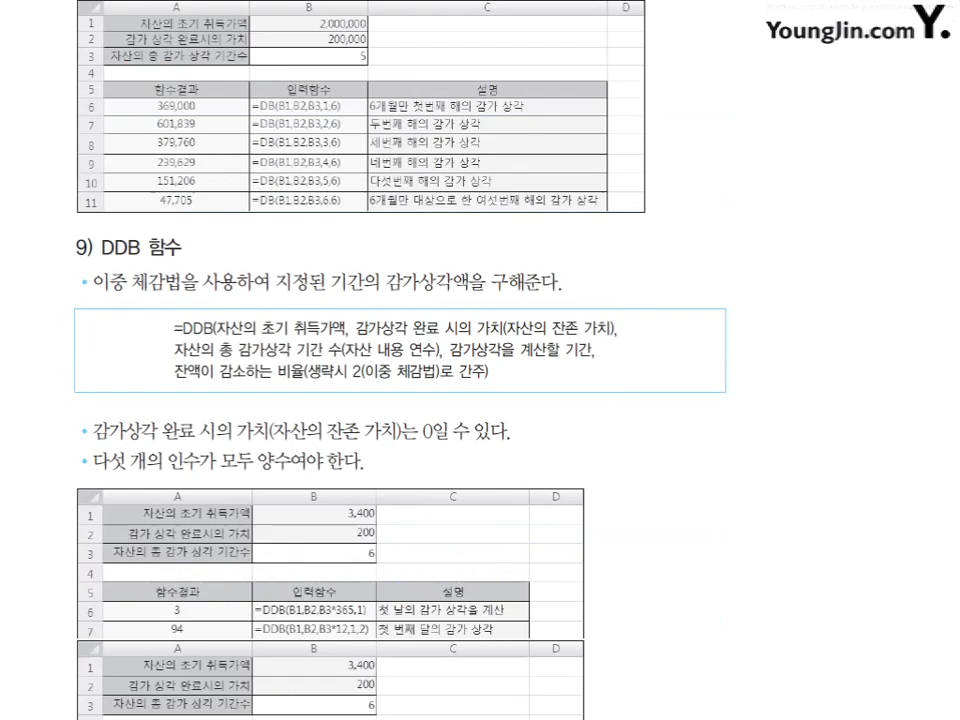 YoungJin.com Y.
A B C D
1 자산의 초기 취득가액 2,000,000
2 감가 상각 완료시의 가치 200,000
3 자산의 총 감가 상각 기간수 5
4
5 함수결과 입력함수 설명
6 369,000 =DB(B1,B2,B3,1,6) 6개월만 첫번째 해의 감가 상각
7 601,839 =DB(B1,B2,B3,2,6) 두번째 해의 감가 상각
8 379,760 =DB(B1,B2,B3,3,6) 세번째 해의 감가 상각
9 239,629 =DB(B1,B2,B3,4,6) 네번째 해의 감가 상각
10 151,206 =DB(B1,B2,B3,5,6) 다섯번째 해의 감가 상각
11 47,705 =DB(B1,B2,B3,6,6) 6개월만 대상으로 한 여섯번째 해의 감가 상각
9) DDB 함수
• 이중 체감법을 사용하여 지정된 기간의 감가상각액을 구해준다.
=DDB(자산의 초기 취득가액, 감가상각 완료 시의 가치(자산의 잔존 가치),
자산의 총 감가상각 기간 수(자산 내용 연수), 감가상각을 계산할 기간,
잔액이 감소하는 비율(생략시 2(이중 체감법)로 간주)
• 감가상각 완료 시의 가치(자산의 잔존 가치)는 0일 수 있다.
• 다섯 개의 인수가 모두 양수여야 한다.
A B C D
1 자산의 초기 취득가액 3,400
2 감가 상각 완료시의 가치 200
3 자산의 총 감가 상각 기간수 6
4
5 함수결과 입력함수 설명
6 3 =DDB(B1,B2,B3*365,1) 첫 날의 감가 상각을 계산
7 94 =DDB(B1,B2,B3*12,1,2) 첫 번째 달의 감가 상각
A B C D
1 자산의 초기 취득가액 3,400
2 감가 상각 완료시의 가치 200
3 자산의 총 감가 상각 기간수 6